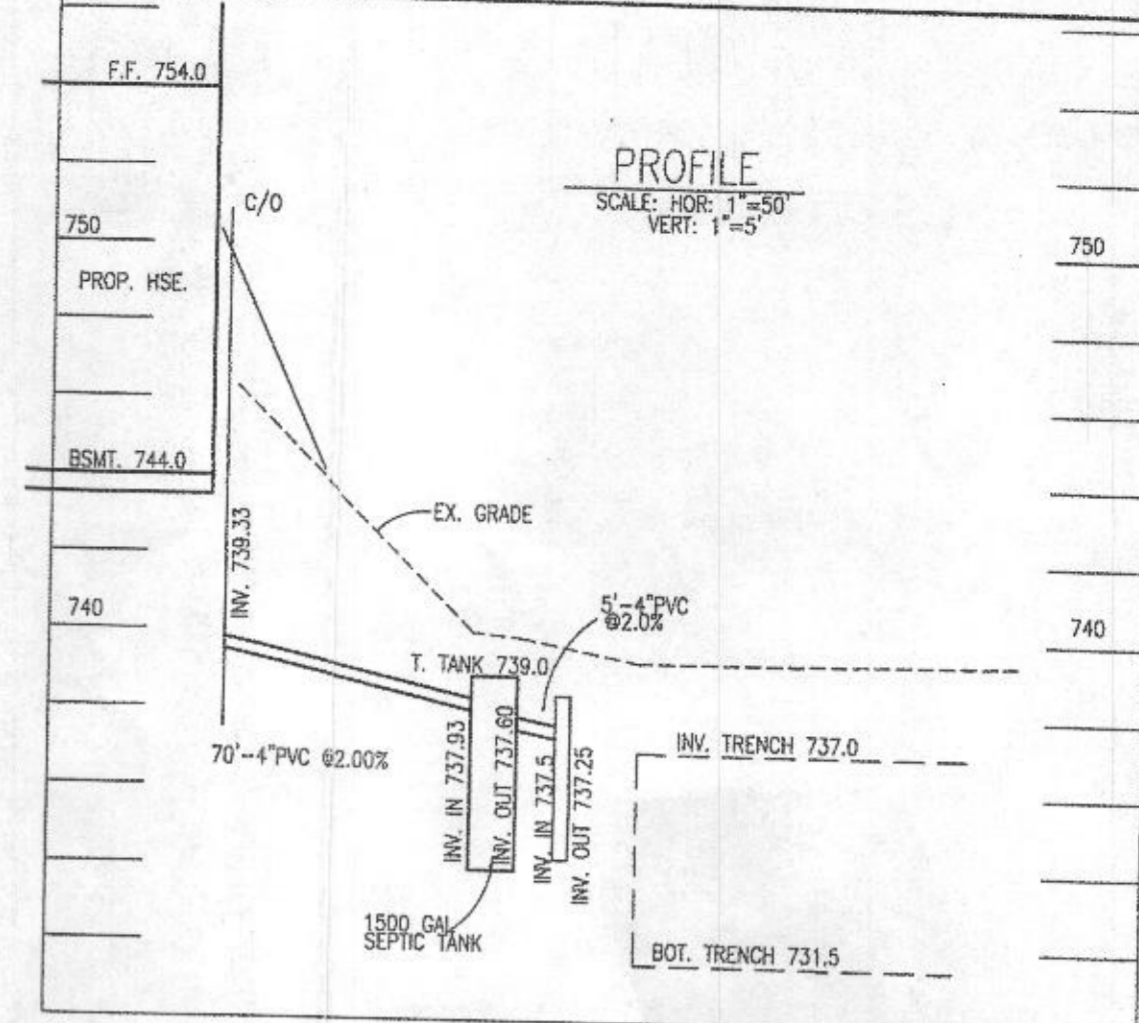 F.F. 754.0
PROFILE
SCALE: HOR: 1"=50'
VERT: 1"=5'
C/O
750
750
PROP. HSE.
BSMT. 744.0
EX. GRADE
INV. 739.33
740
5'-4"PVC
@2.0%
740
T. TANK 739.0
70'-4"PVC @2.00%
INV. IN 737.93
INV. OUT 737.60
INV. IN 737.5
INV. OUT 737.25
INV. TRENCH 737.0
1500 GAL
SEPTIC TANK
BOT. TRENCH 731.5